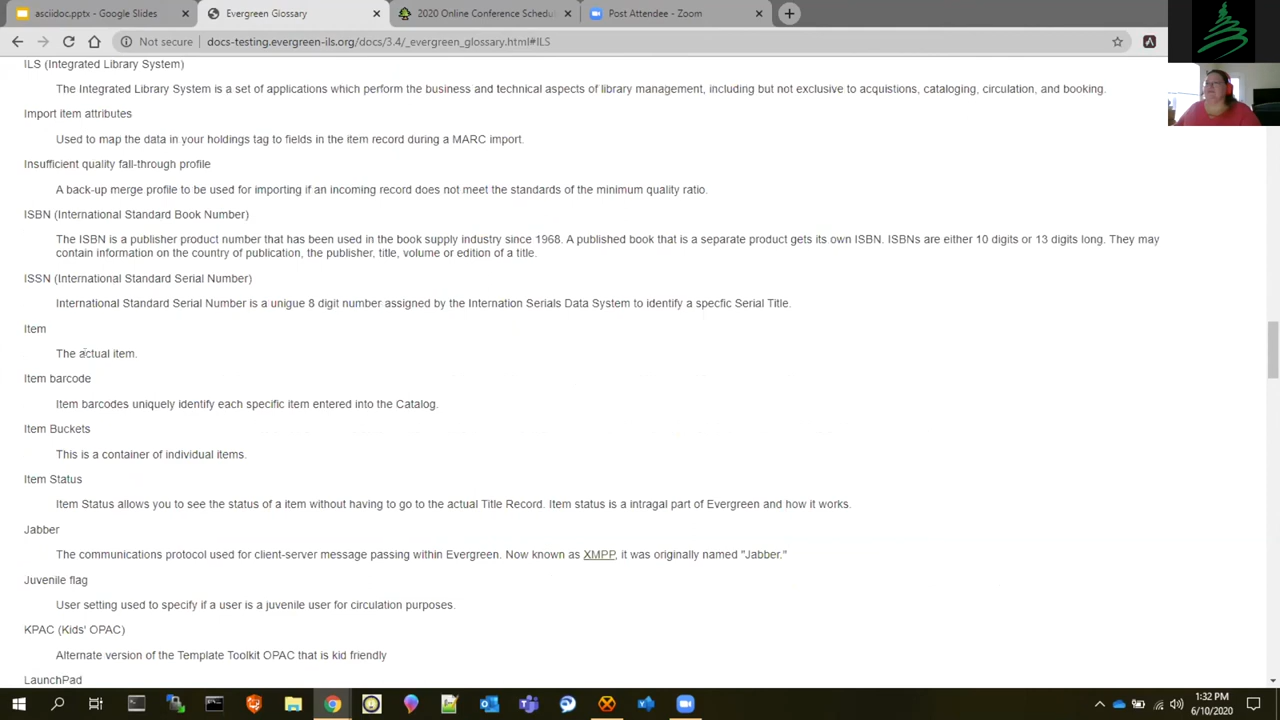 asciidoc.pptx - Google Slides
Evergreen Glossary
2020 Online Conference Schedu
Post Attendee - Zoom
Not secure | docs-testing.evergreen-ils.org/docs/3.4/_evergreen_glossary.html#ILS
ILS (Integrated Library System)
The Integrated Library System is a set of applications which perform the business and technical aspects of library management, including but not exclusive to acquisitions, cataloging, circulation, and booking.
Import item attributes
Used to map the data in your holdings tag to fields in the item record during a MARC import.
Insufficient quality fall-through profile
A back-up merge profile to be used for importing if an incoming record does not meet the standards of the minimum quality ratio.
ISBN (International Standard Book Number)
The ISBN is a publisher product number that has been used in the book supply industry since 1968. A published book that is a separate product gets its own ISBN. ISBNs are either 10 digits or 13 digits long. They may
contain information on the country of publication, the publisher, title, volume or edition of a title.
ISSN (International Standard Serial Number)
International Standard Serial Number is a unigue 8 digit number assigned by the Internation Serials Data System to identify a specfic Serial Title.
Item
The actual item.
Item barcode
Item barcodes uniquely identify each specific item entered into the Catalog.
Item Buckets
This is a container of individual items.
Item Status
Item Status allows you to see the status of a item without having to go to the actual Title Record. Item status is a intragal part of Evergreen and how it works.
Jabber
The communications protocol used for client-server message passing within Evergreen. Now known as XMPP, it was originally named "Jabber."
Juvenile flag
User setting used to specify if a user is a juvenile user for circulation purposes.
KPAC (Kids' OPAC)
Alternate version of the Template Toolkit OPAC that is kid friendly
LaunchPad
1:32 PM
6/10/2020